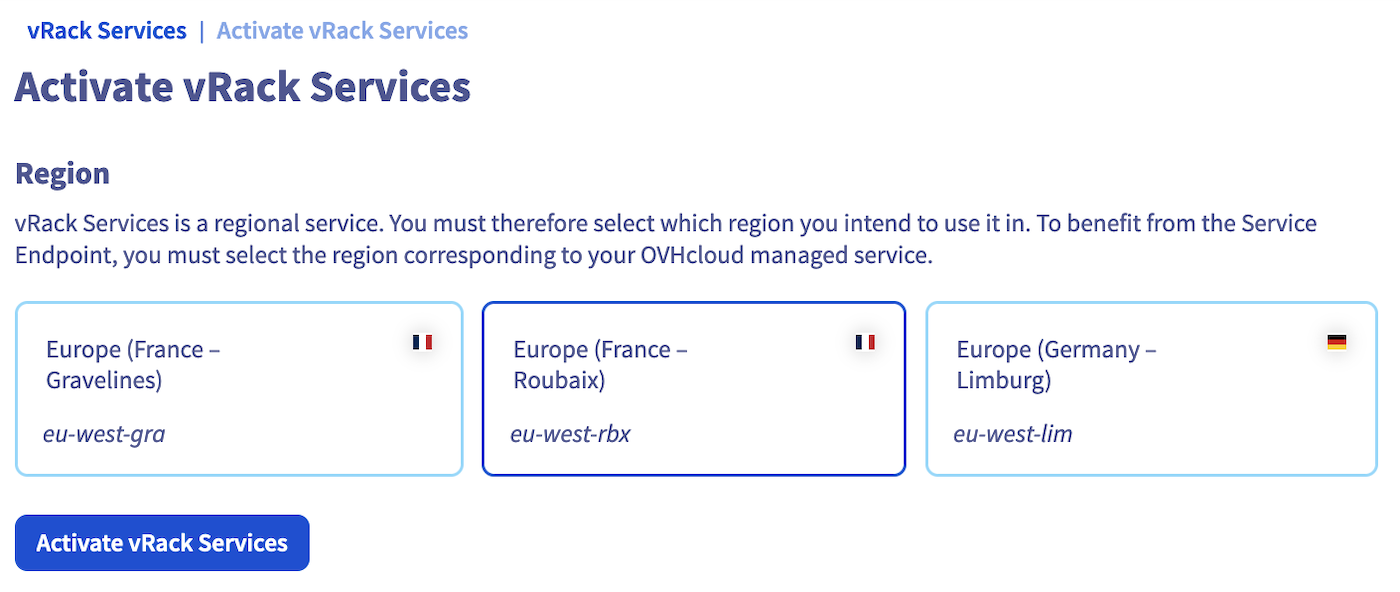 vRack Services | Activate vRack Services
Activate vRack Services
Region
vRack Services is a regional service. You must therefore select which region you intend to use it in. To benefit from the Service
Endpoint, you must select the region corresponding to your OVHcloud managed service.
Europe (France –
Gravelines)
eu-west-gra
Europe (France –
Roubaix)
eu-west-rbx
Europe (Germany –
Limburg)
eu-west-lim
Activate vRack Services